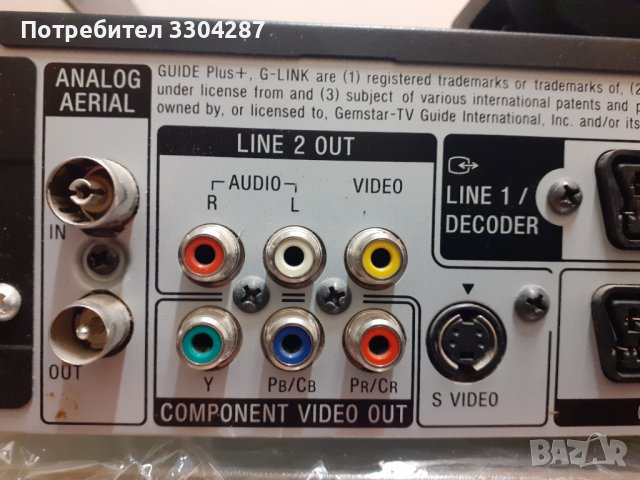 Потребител 3304287
ANALOG
AERIAL
GUIDE Plus+, G-LINK are (1) registered trademarks or trademarks of, (2
under license from and (3) subject of various international patents and p
owned by, or licensed to, Gemstar-TV Guide International, Inc. and/or its
LINE 2 OUT
AUDIO
VIDEO
R
L
LINE 1 /
DECODER
IN
OUT
Y
PB/CB
PR/CR
S VIDEO
COMPONENT VIDEO OUT
BAZAR